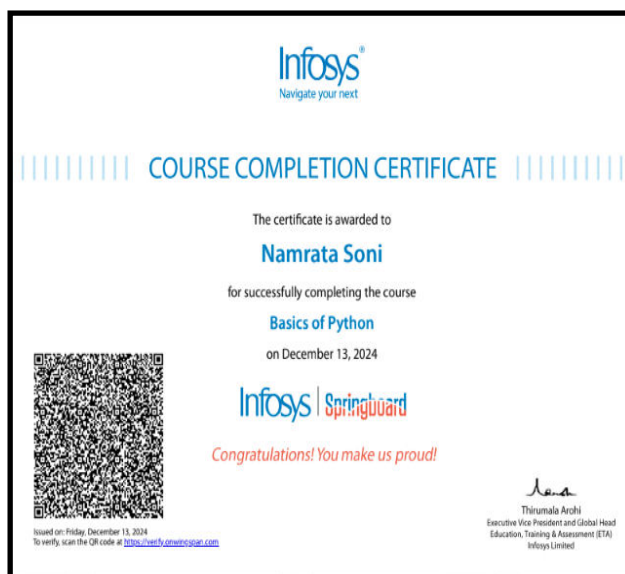 Infosys®
Navigate your next
COURSE COMPLETION CERTIFICATE
The certificate is awarded to
Namrata Soni
for successfully completing the course
Basics of Python
on December 13, 2024
Infosys | Springboard
Congratulations! You make us proud!
Issued on: Friday, December 13, 2024
To verify, scan the QR code at https://verify.onwingspan.com
Thirumala Arohi
Executive Vice President and Global Head
Education, Training & Assessment (ETA)
Infosys Limited